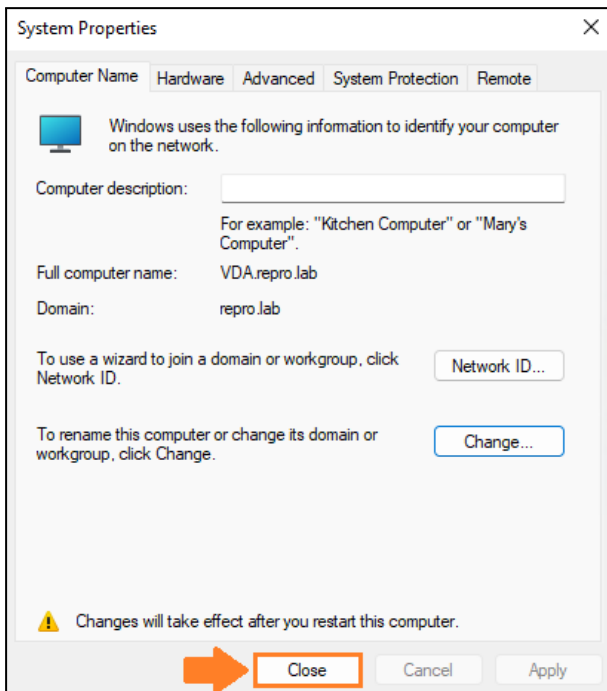 System Properties
Computer Name Hardware Advanced System Protection Remote
Windows uses the following information to identify your computer
on the network.
Computer description:
For example: "Kitchen Computer" or "Mary's
Computer".
Full computer name: VDA.repro.lab
Domain: repro.lab
To use a wizard to join a domain or workgroup, click
Network ID.
Network ID...
To rename this computer or change its domain or
workgroup, click Change.
Change...
Changes will take effect after you restart this computer.
Close Cancel Apply